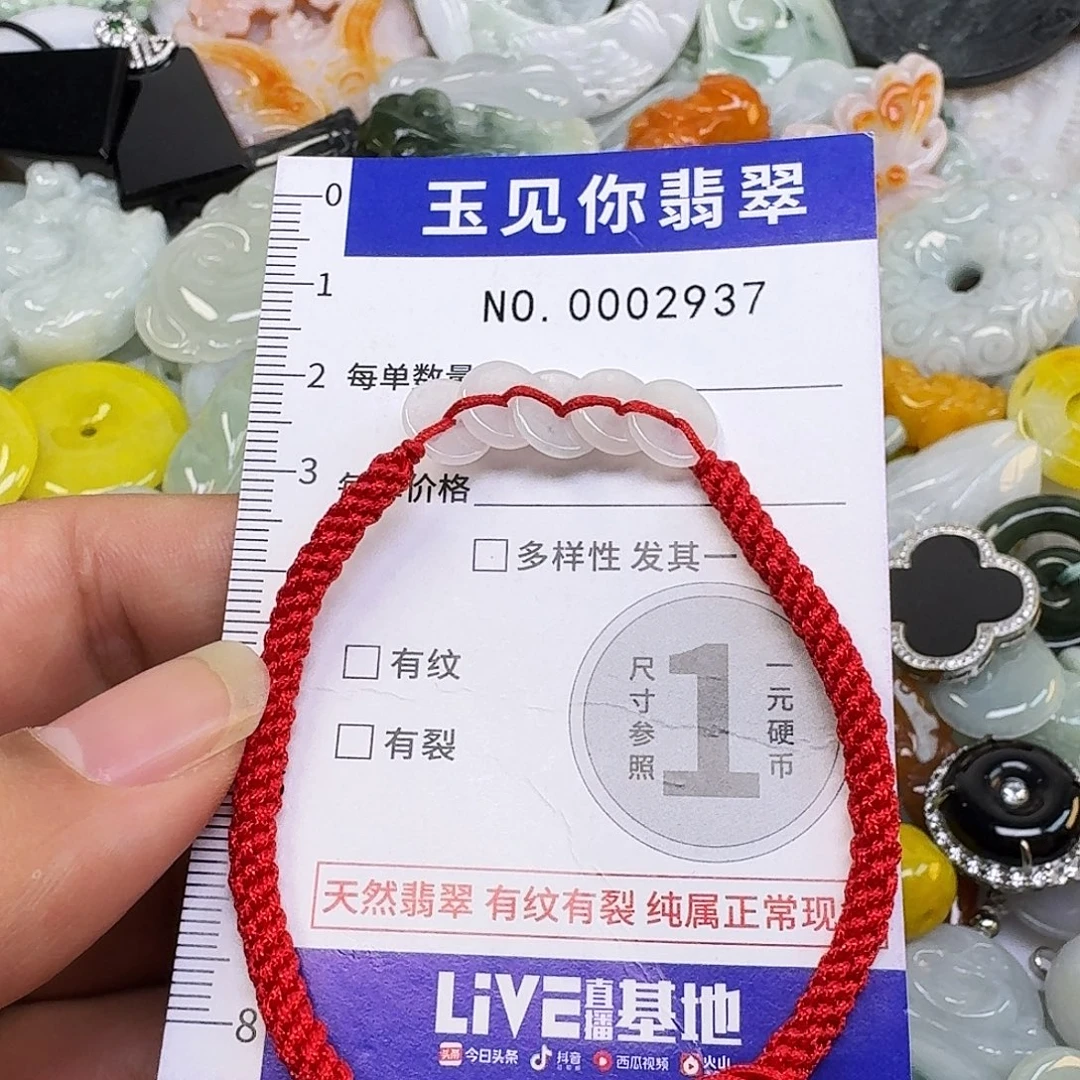 玉见你翡翠
NO. 0002937
0
1
2
3
8
每单数量
价格
多样性 发其一
有纹
有裂
尺寸参照
1
一元硬币
天然翡翠 有纹有裂 纯属正常现
LiVE直播基地
头条 今日头条 抖音 西瓜视频 火山